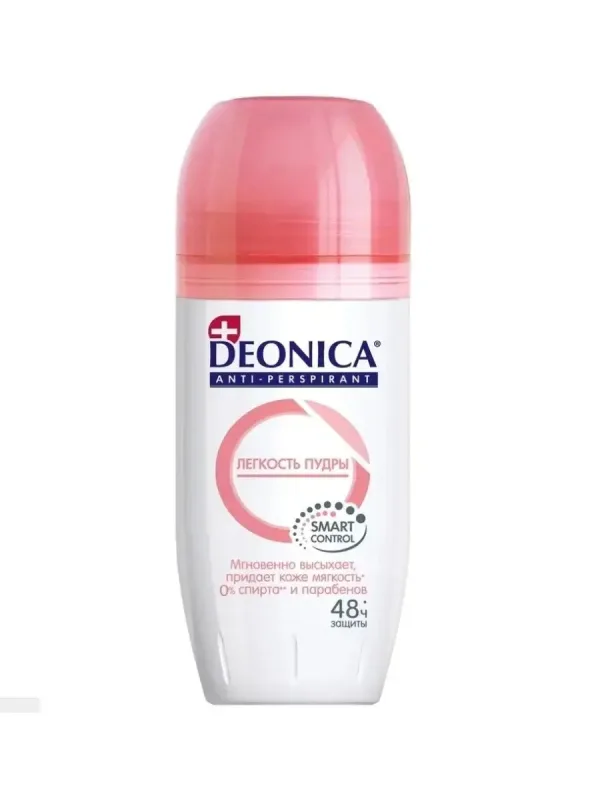 DEONICA®
ANTI-PERSPIRANT
ЛЕГКОСТЬ ПУДРЫ
SMART
CONTROL
Мгновенно высыхает,
придает коже мягкость*
0% спирта** и парабенов
48ч*
защиты